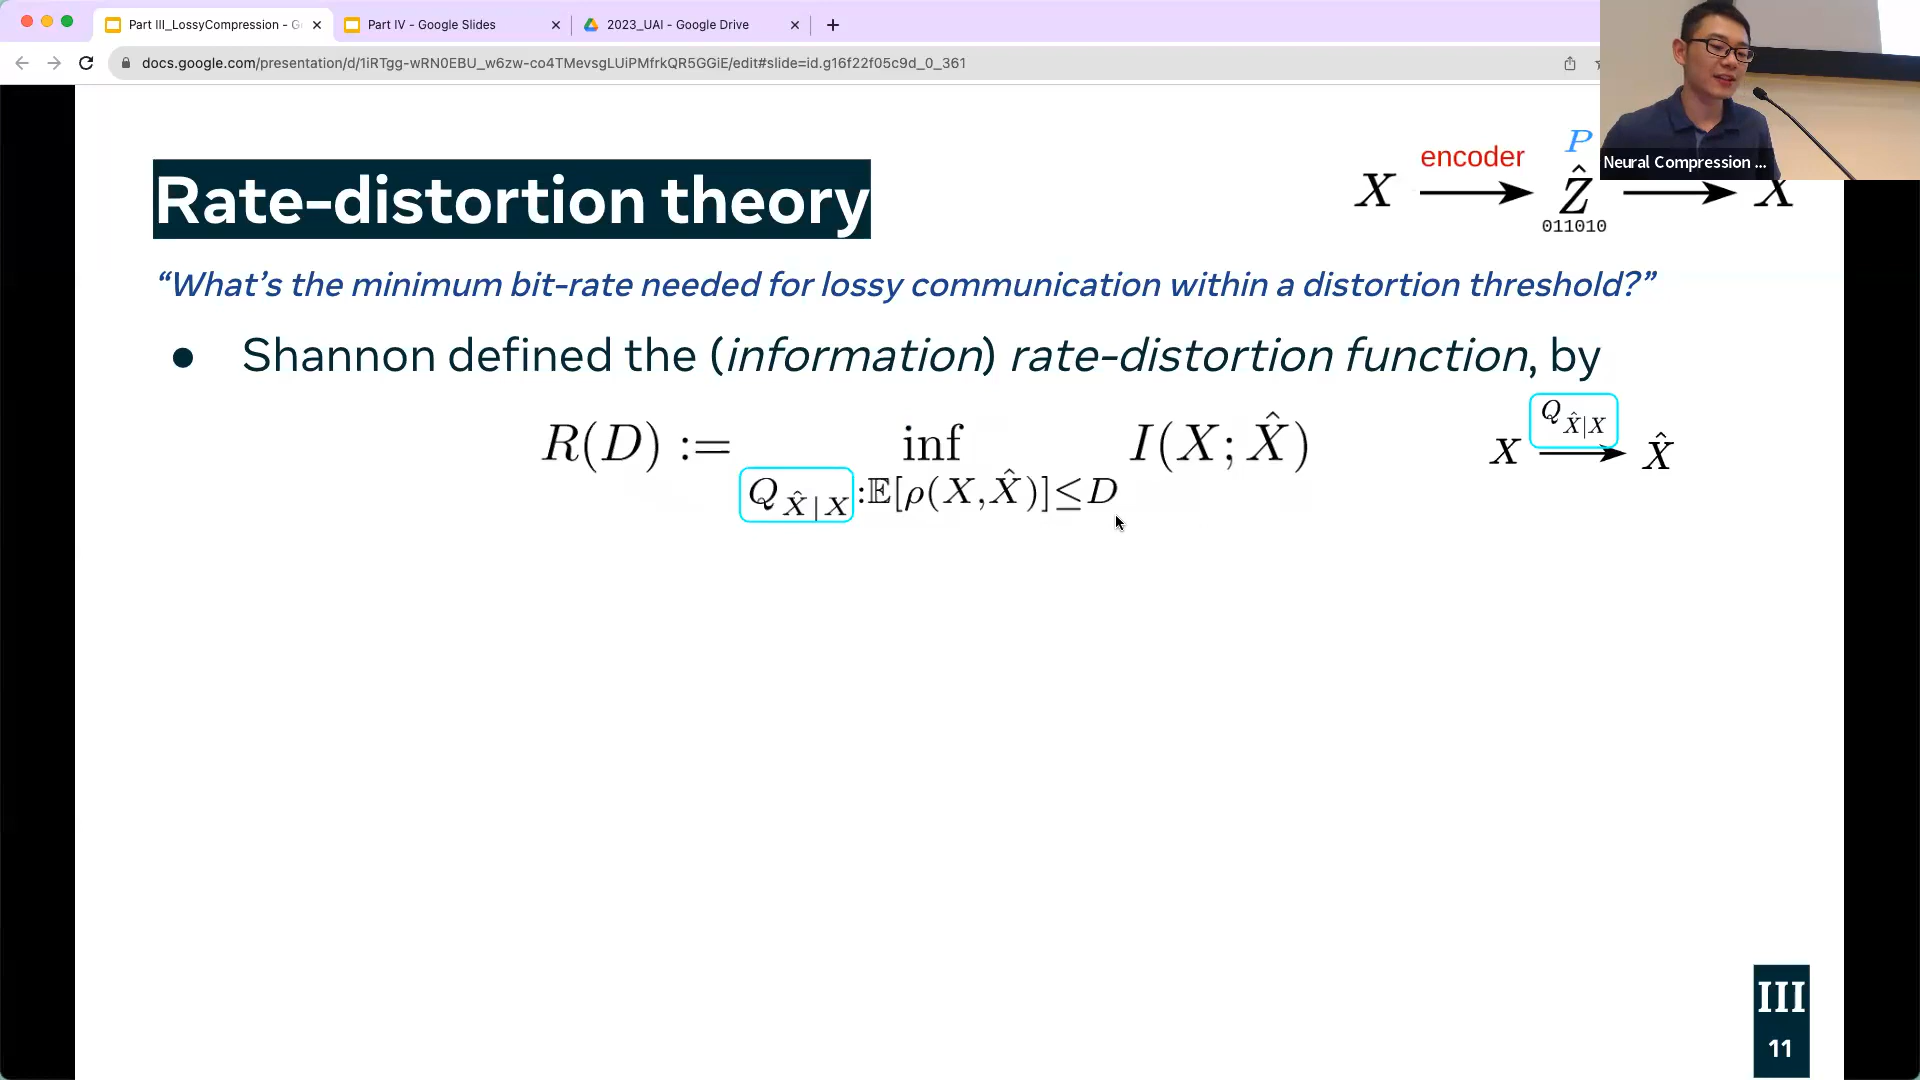 Part III_LossyCompression - G
Part IV - Google Slides
2023_UAI - Google Drive
docs.google.com/presentation/d/1iRTgg-wRN0EBU_w6zw-co4TMevsgLUiPMfrkQR5GGiE/edit#slide=id.g16f22f05c9d_0_361
Neural Compression ...
Rate-distortion theory
encoder
P
X → Ẑ → X
011010
“What’s the minimum bit-rate needed for lossy communication within a distortion threshold?”
● Shannon defined the (information) rate-distortion function, by
R(D) := inf I(X; X̂)
Q_{X̂|X}:𝔼[ρ(X,X̂)]≤D
Q_{X̂|X}
X → X̂
III
11